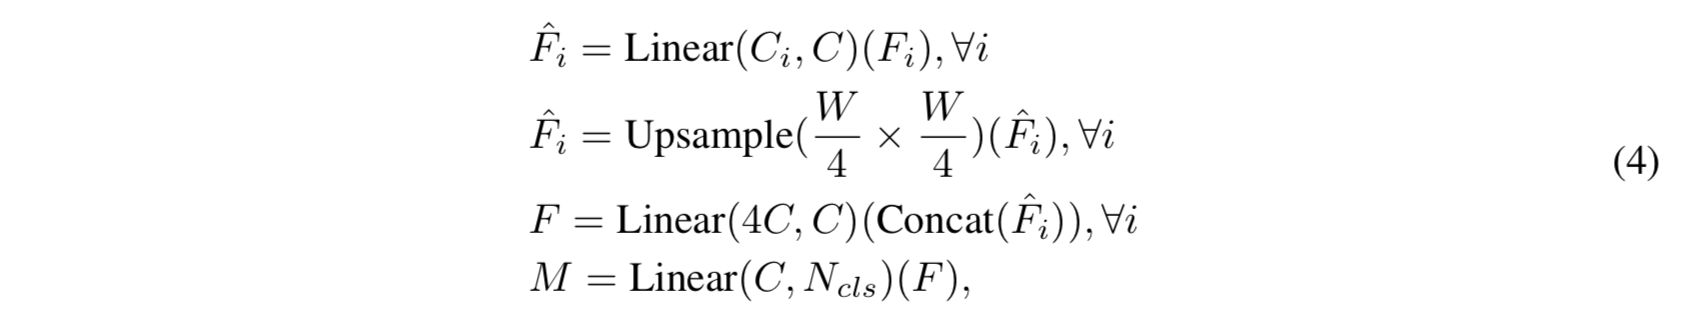 F̂ᵢ = Linear(Cᵢ, C)(Fᵢ), ∀i
F̂ᵢ = Upsample(W/4 × W/4)(F̂ᵢ), ∀i
(4)
F = Linear(4C, C)(Concat(F̂ᵢ)), ∀i
M = Linear(C, N_cls)(F),